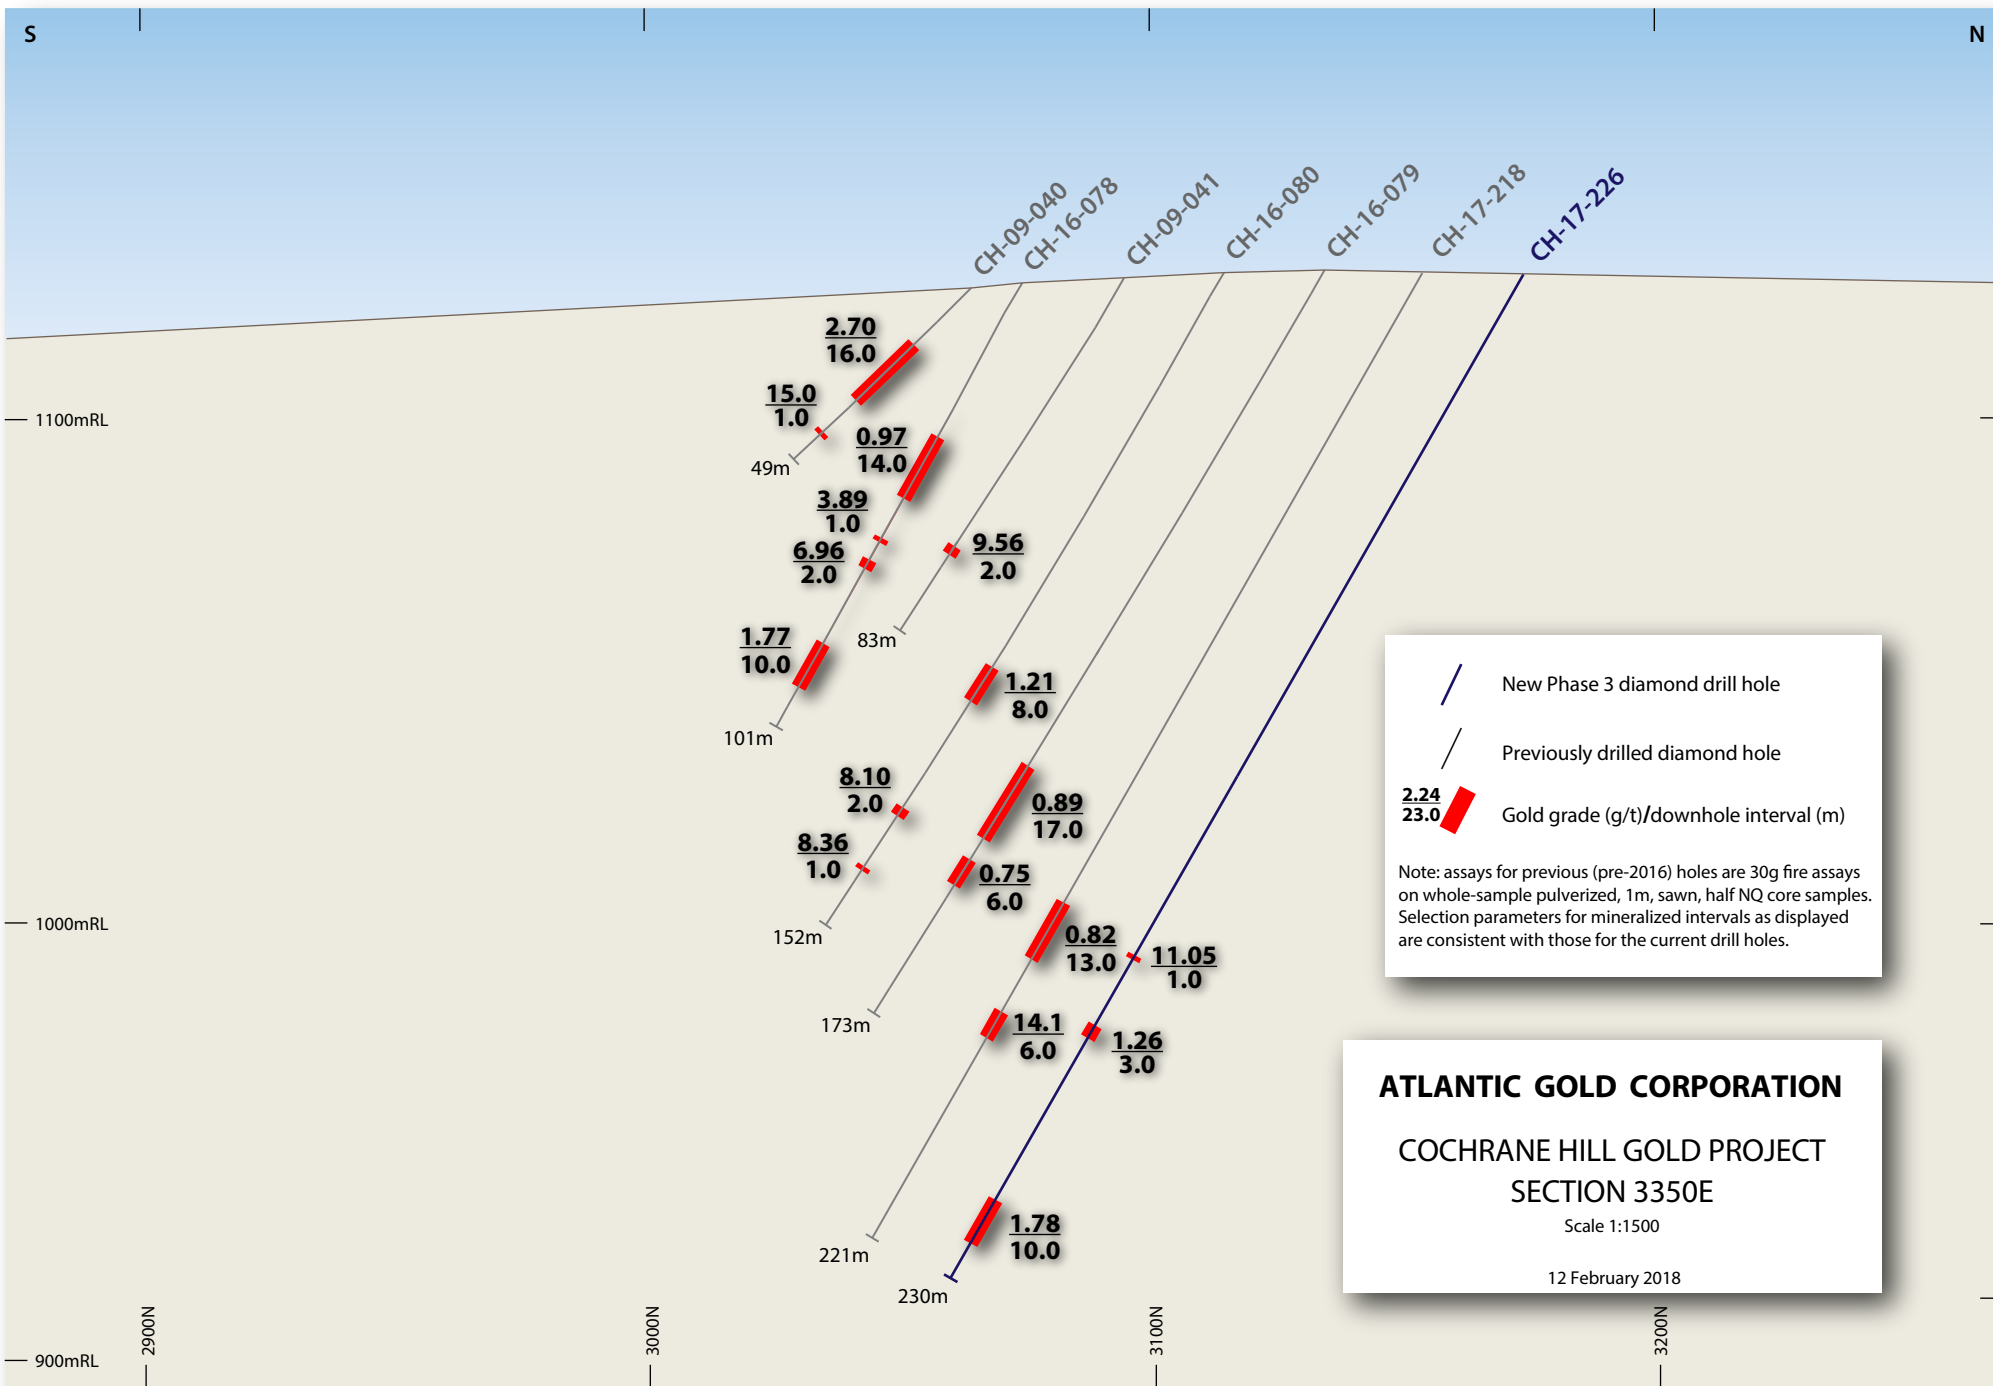 S
N
CH-09-040
CH-16-078
CH-09-041
CH-16-080
CH-16-079
CH-17-218
CH-17-226
2.70
16.0
15.0
1.0
1100mRL
0.97
14.0
49m
3.89
1.0
6.96
2.0
9.56
2.0
1.77
10.0
83m
1.21
8.0
101m
8.10
2.0
0.89
17.0
8.36
1.0
0.75
6.0
1000mRL
152m
0.82
13.0
11.05
1.0
173m
14.1
6.0
1.26
3.0
1.78
10.0
221m
230m
New Phase 3 diamond drill hole
Previously drilled diamond hole
2.24
23.0
Gold grade (g/t)/downhole interval (m)
Note: assays for previous (pre-2016) holes are 30g fire assays
on whole-sample pulverized, 1m, sawn, half NQ core samples.
Selection parameters for mineralized intervals as displayed
are consistent with those for the current drill holes.
ATLANTIC GOLD CORPORATION
COCHRANE HILL GOLD PROJECT
SECTION 3350E
Scale 1:1500
12 February 2018
900mRL
2900N
3000N
3100N
3200N